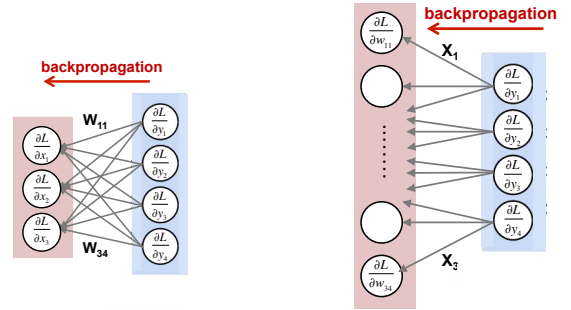 backpropagation
W11
∂L/∂x1
∂L/∂x2
∂L/∂x3
∂L/∂y1
∂L/∂y2
∂L/∂y3
∂L/∂y4
W34
backpropagation
∂L/∂w11
X1
∂L/∂y1
∂L/∂y2
∂L/∂y3
∂L/∂y4
X3
∂L/∂w34